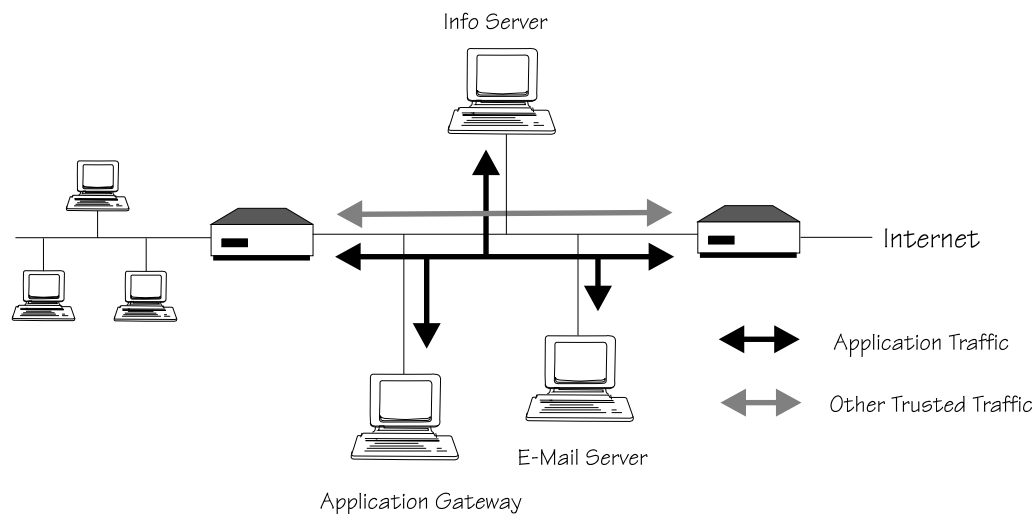 Info Server
Internet
Application Traffic
Other Trusted Traffic
E-Mail Server
Application Gateway